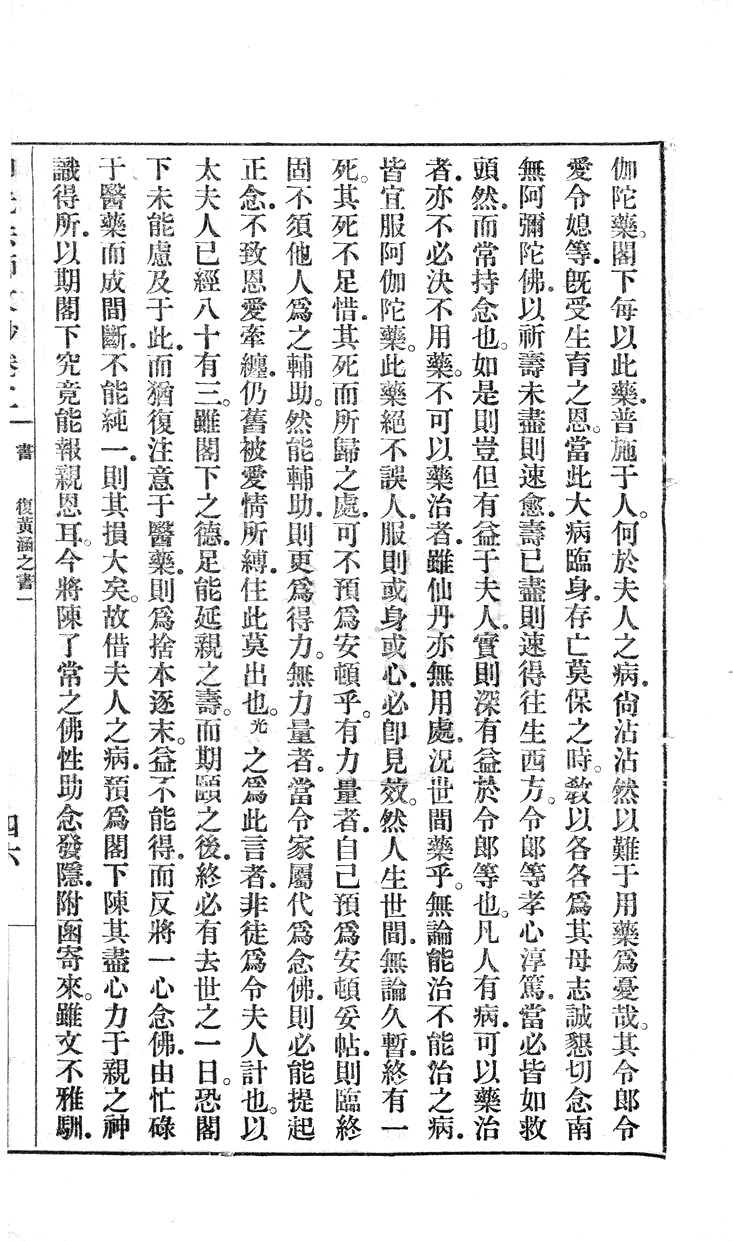 伽陀藥。閣下每以此藥。普施于人。何於夫人之病。尙沾沾然以難于用藥爲憂哉。其令郎令
愛令媳等。旣受生育之恩。當此大病臨身。存亡莫保之時。敎以各各爲其母志誠懇切念南
無阿彌陀佛。以祈壽未盡則速愈。壽已盡則速得往生西方。令郎等孝心淳篤。當必皆如救
頭然。而常持念也。如是則豈但有益于夫人。實則深有益於令郎等也。凡人有病。可以藥治
者。亦不必決不用藥。不可以藥治者。雖仙丹亦無用處。況世間藥乎。無論能治不能治之病。
皆宜服阿伽陀藥。此藥絕不誤人。服則或身或心。必卽見效。然人生世間。無論久暫。終有一
死。其死不足惜。其死而所歸之處。可不預爲安頓乎。有力量者。自己預爲安頓妥帖。則臨終
固不須他人爲之輔助。然能輔助。則更爲得力。無力量者。當令家屬代爲念佛。則必能提起
正念。不致恩愛牽纏。仍舊被愛情所縛。住此莫出也。光之爲此言者。非徒爲令夫人計也。以
太夫人已經八十有三。雖閣下之德。足能延親之壽。而期頤之後。終必有去世之一日。恐閣
下未能慮及于此。而猶復注意于醫藥。則爲捨本逐末。益不能得。而反將一心念佛。由忙碌
于醫藥而成間斷。不能純一。則其損大矣。故借夫人之病。預爲閣下陳其盡心力于親之神
識得所。以期閣下究竟能報親恩耳。今將陳了常之佛性助念發隱。附函寄來。雖文不雅馴。
書 復黃涵之書一
四六